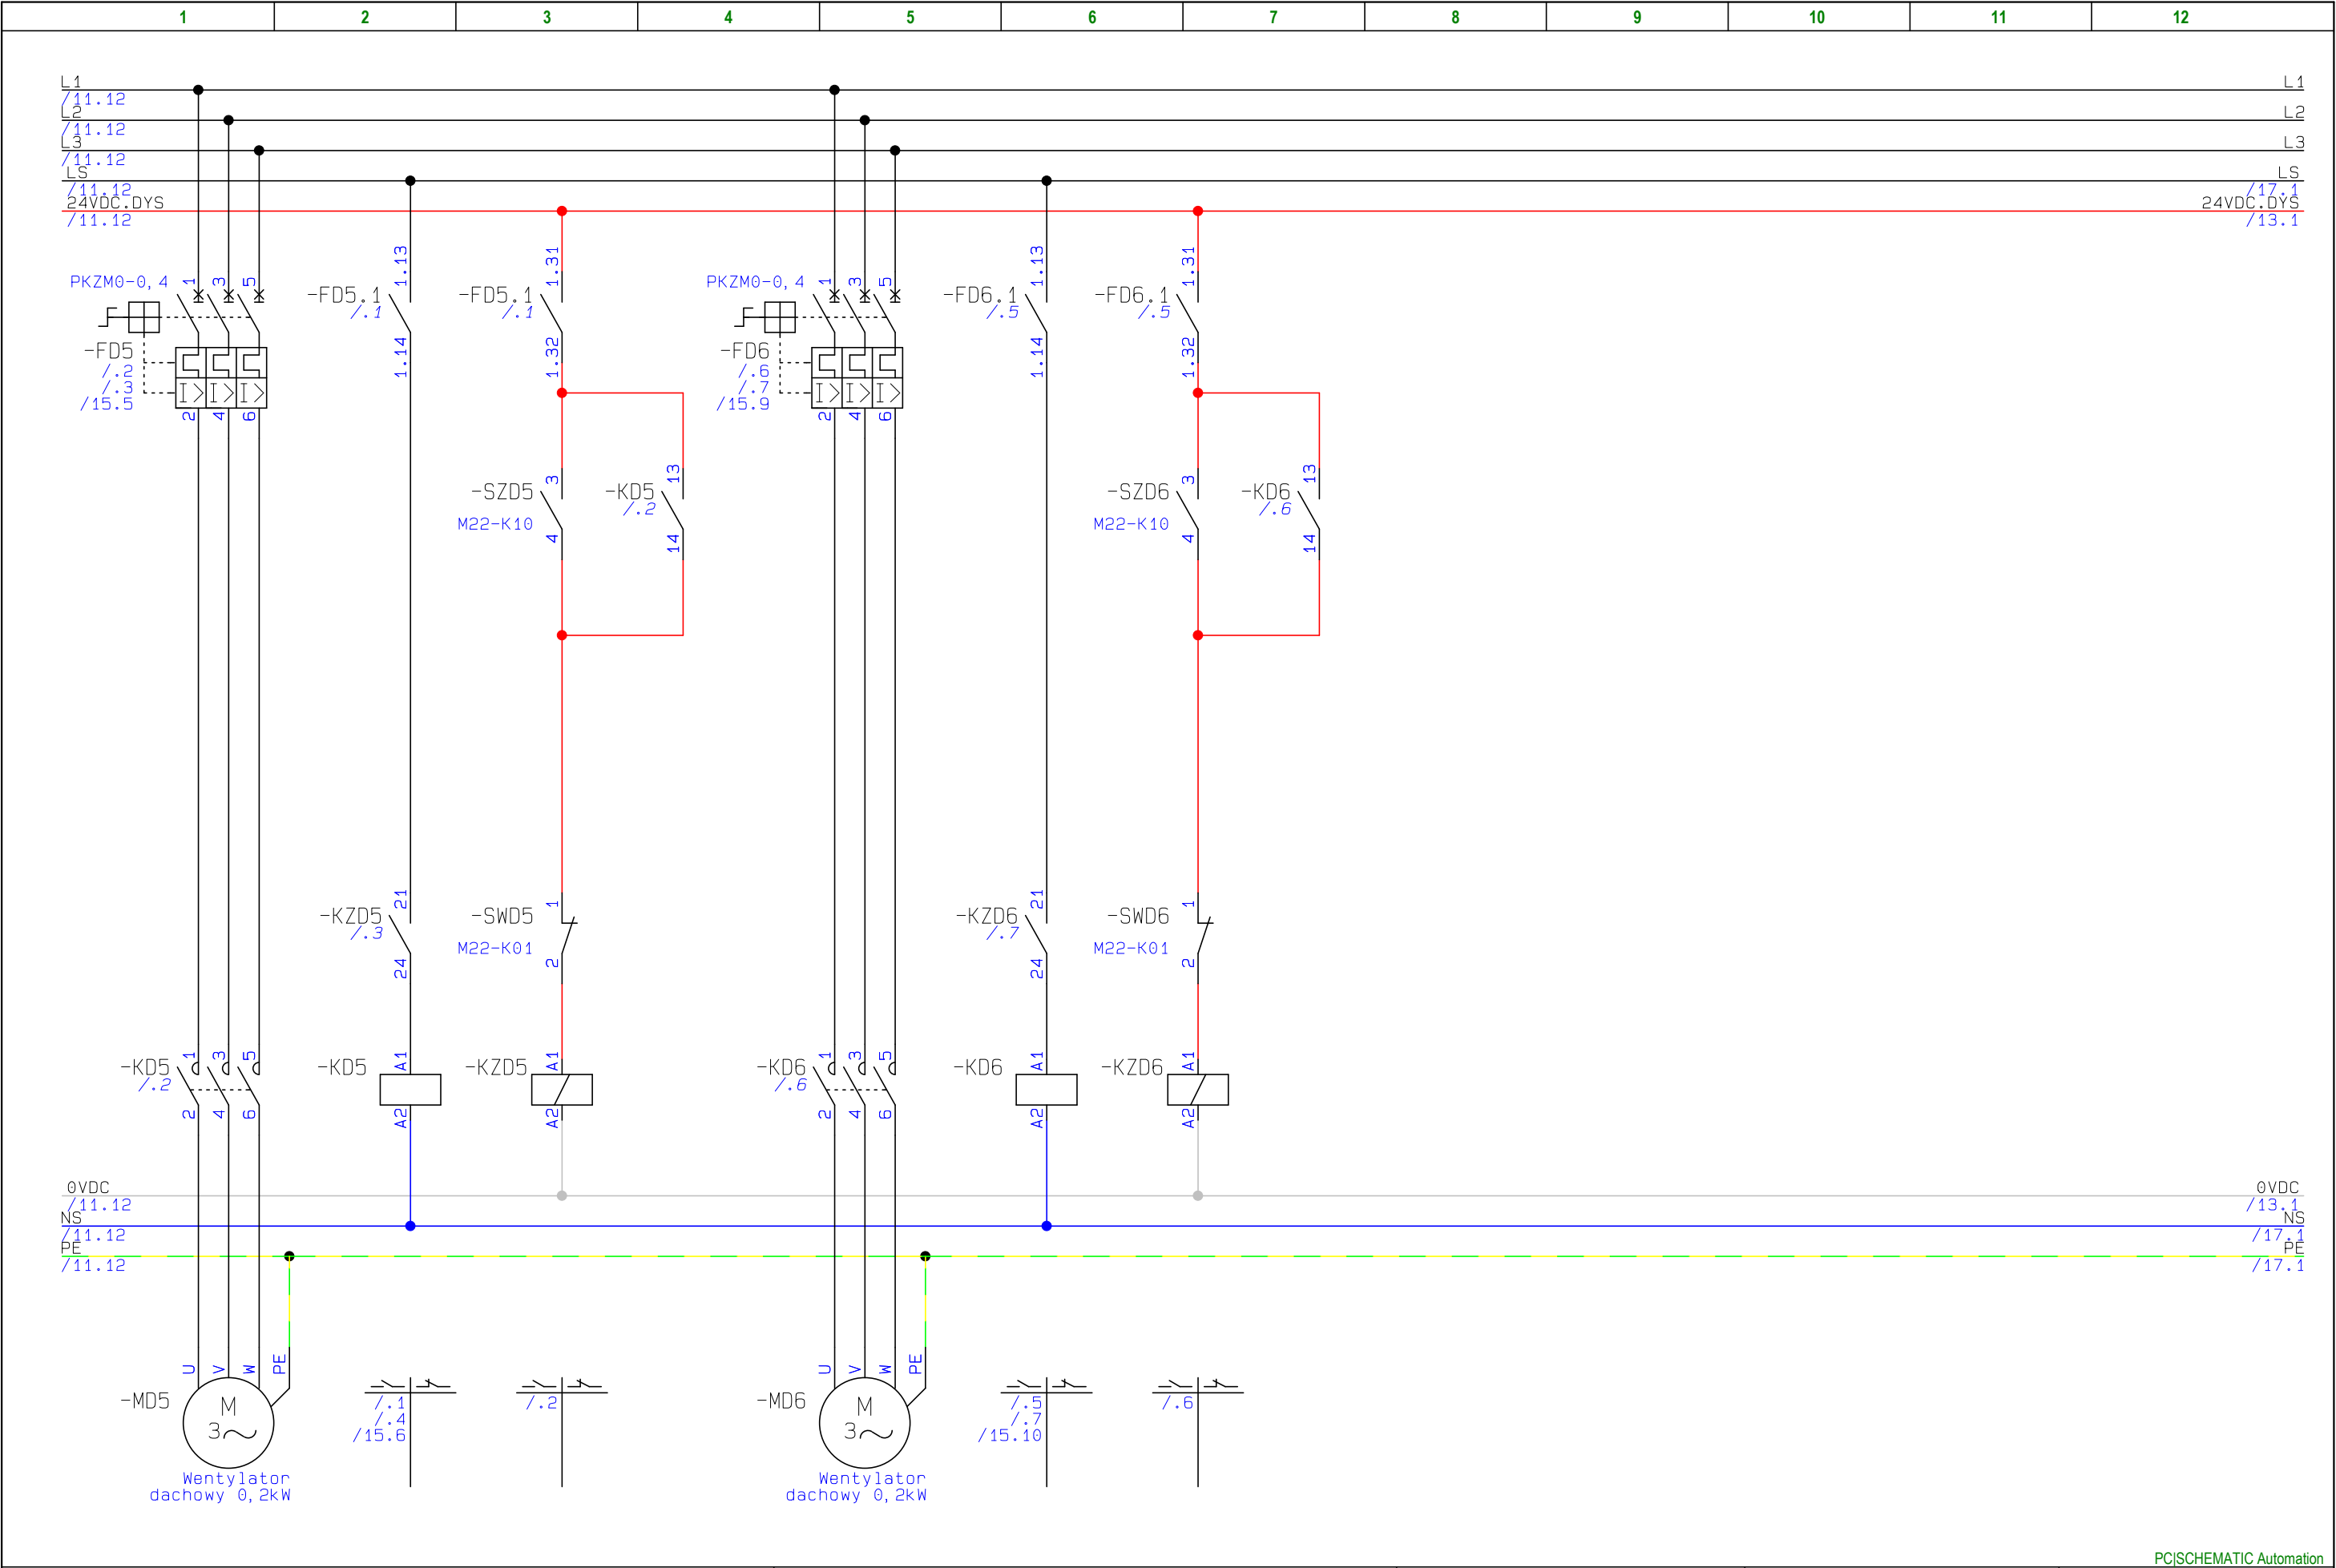 1 2 3 4 5 6 7 8 9 10 11 12
L1 L1
/11.12
L2 L2
/11.12
L3 L3
/11.12
LS LS
/11.12 /17.1
24VDC.DYS 24VDC.DYS
/11.12 /13.1
1.13 1.31 1.13 1.31
PKZM0-0,4 1 3 5 PKZM0-0,4 1 3 5
-FD5.1 -FD5.1 -FD6.1 -FD6.1
/.1 /.1 /.5 /.5
-FD5 1.14 1.32 -FD6 1.14 1.32
/.2 /.6
/.3 I> I> I> /.7 I> I> I>
/15.5 /15.9
2 4 6 2 4 6
3 13 3 13
-SZD5 -KD5 -SZD6 -KD6
/.2 /.6
M22-K10 M22-K10
4 14 4 14
21 1 21 1
-KZD5 -SWD5 -KZD6 -SWD6
/.3 /.7
M22-K01 M22-K01
24 2 24 2
1 3 5 A1 A1 1 3 5 A1 A1
-KD5 -KD5 -KZD5 -KD6 -KD6 -KZD6
/.2 /.6
2 4 6 A2 A2 2 4 6 A2 A2
0VDC 0VDC
/11.12 /13.1
NS NS
/11.12 /17.1
PE PE
/11.12 /17.1
U V W PE U V W PE
-MD5 M -MD6 M
3 3
/.1 /.2 /.5 /.6
/.4 /.7
/15.6 /15.10
Wentylator Wentylator
dachowy 0,2kW dachowy 0,2kW
PC|SCHEMATIC Automation